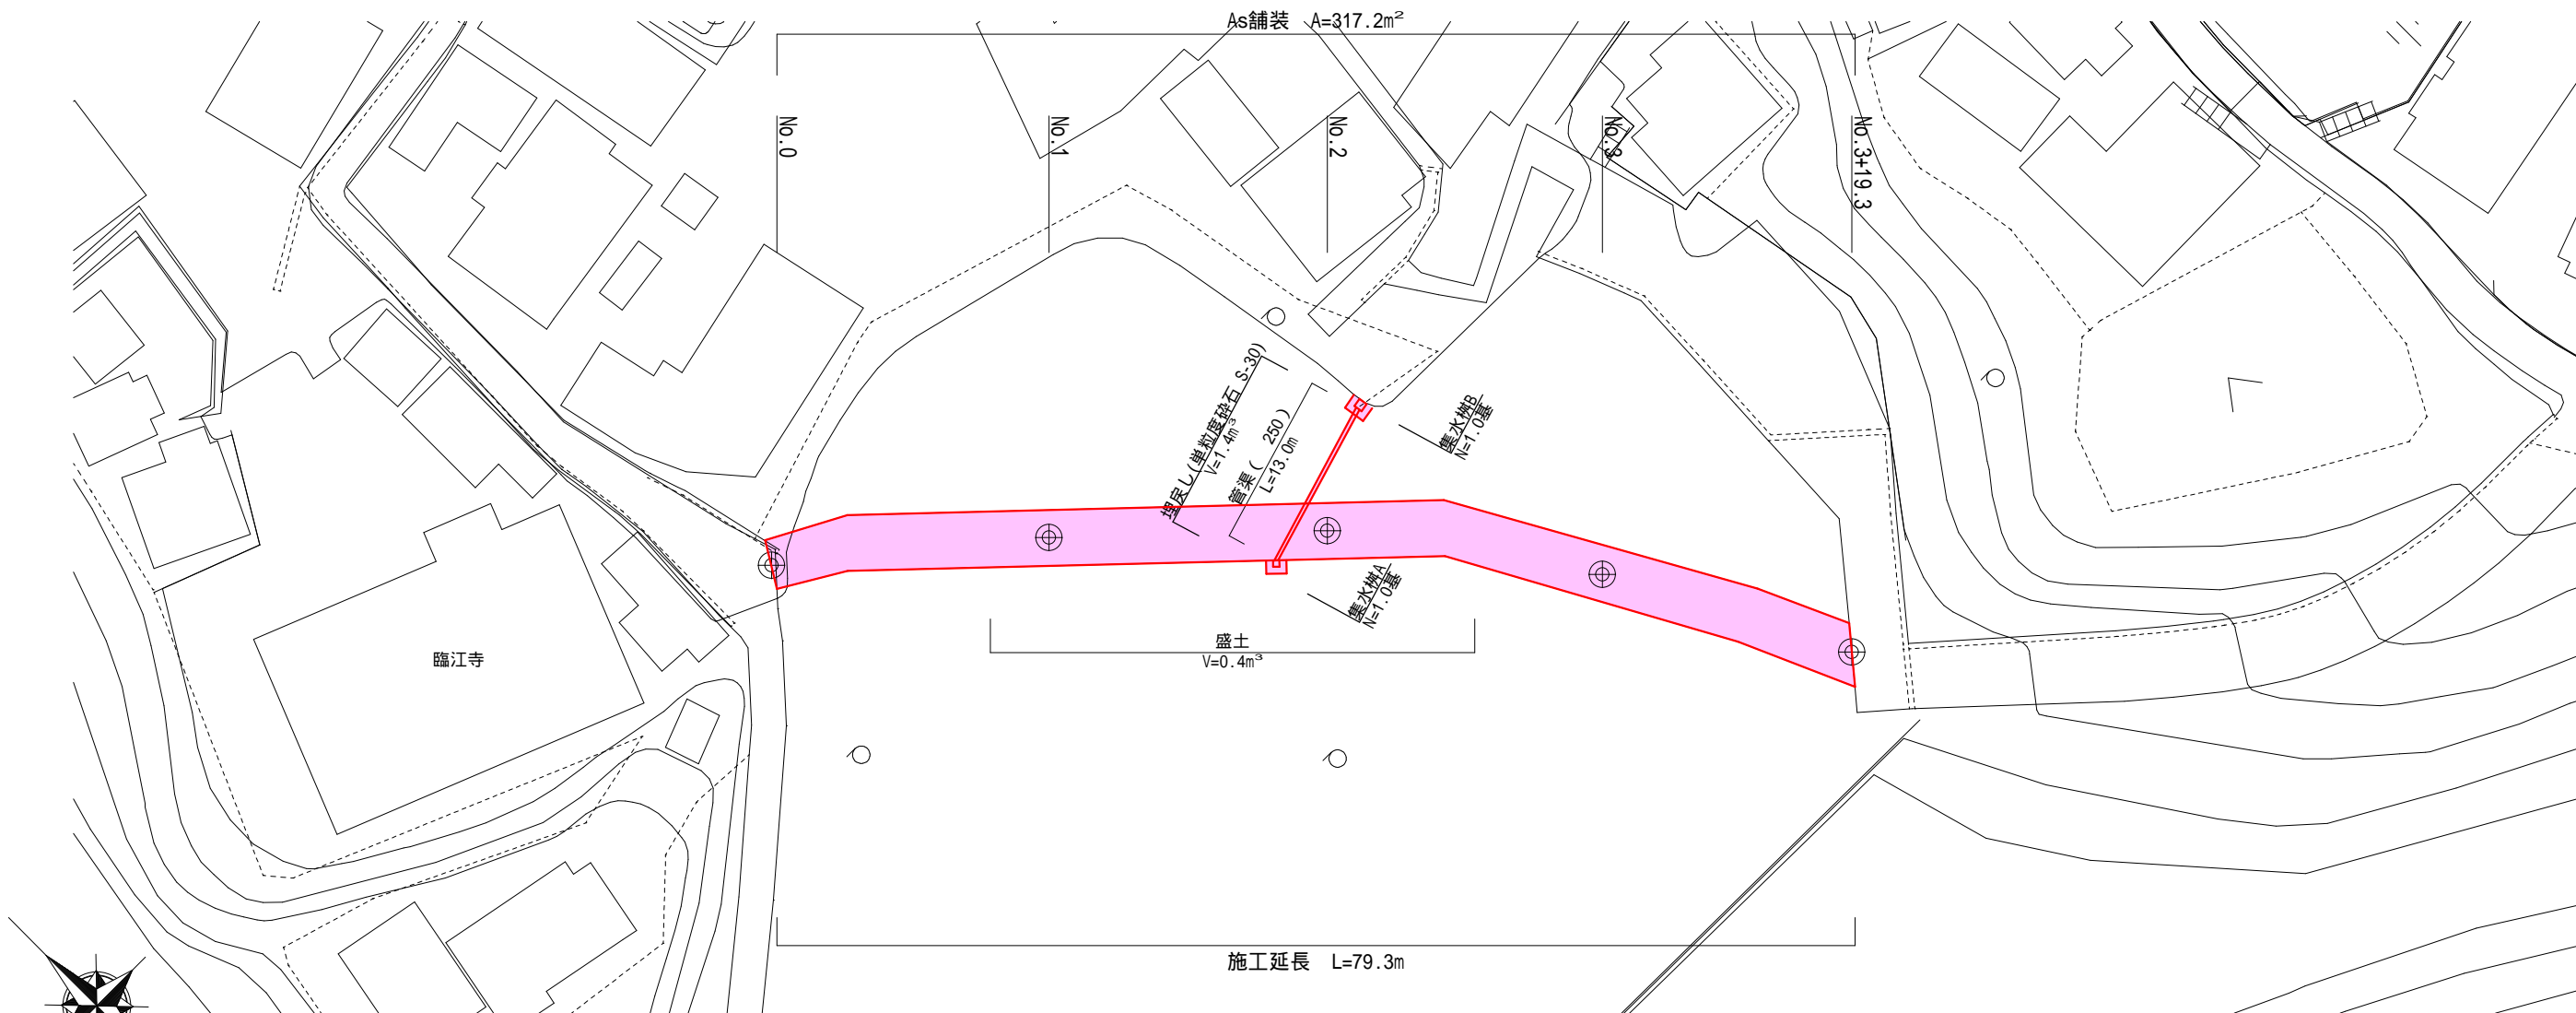 As舗装 A=317.2m²
No.0
No.1
No.2
No.3
No.3+19.3
埋戻し(単粒度砕石 S-30)
V=1.4m³
管渠( 250)
L=13.0m
集水桝B
N=1.0基
集水桝A
N=1.0基
盛土
V=0.4m³
臨江寺
施工延長 L=79.3m